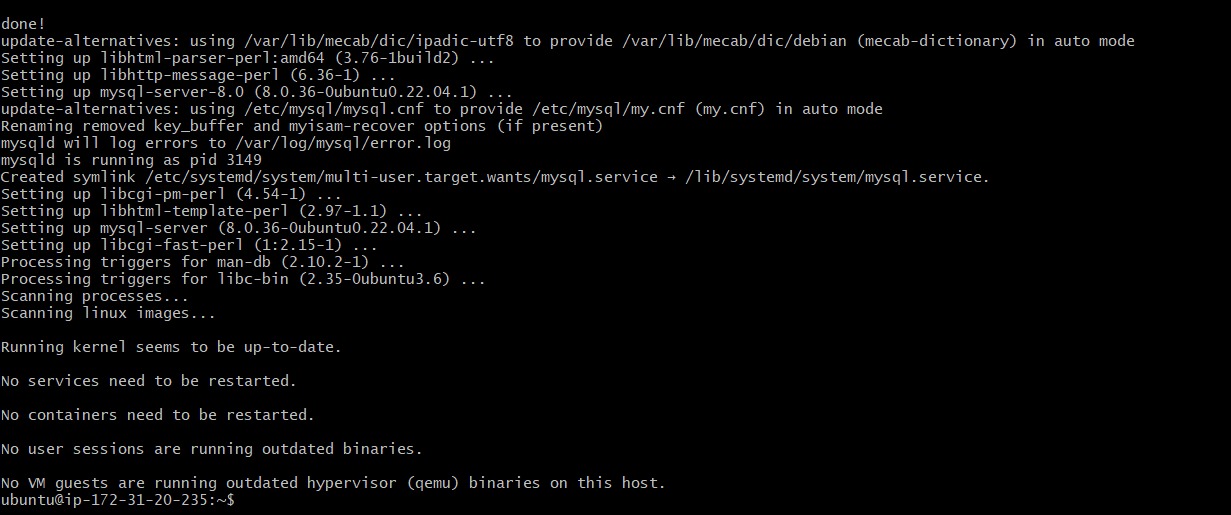 done!
update-alternatives: using /var/lib/mecab/dic/ipadic-utf8 to provide /var/lib/mecab/dic/debian (mecab-dictionary) in auto mode
Setting up libhtml-parser-perl:amd64 (3.76-1build2) ...
Setting up libhttp-message-perl (6.36-1) ...
Setting up mysql-server-8.0 (8.0.36-0ubuntu0.22.04.1) ...
update-alternatives: using /etc/mysql/mysql.cnf to provide /etc/mysql/my.cnf (my.cnf) in auto mode
Renaming removed key_buffer and myisam-recover options (if present)
mysqld will log errors to /var/log/mysql/error.log
mysqld is running as pid 3149
Created symlink /etc/systemd/system/multi-user.target.wants/mysql.service → /lib/systemd/system/mysql.service.
Setting up libcgi-pm-perl (4.54-1) ...
Setting up libhtml-template-perl (2.97-1.1) ...
Setting up mysql-server (8.0.36-0ubuntu0.22.04.1) ...
Setting up libcgi-fast-perl (1:2.15-1) ...
Processing triggers for man-db (2.10.2-1) ...
Processing triggers for libc-bin (2.35-0ubuntu3.6) ...
Scanning processes...
Scanning linux images...
Running kernel seems to be up-to-date.
No services need to be restarted.
No containers need to be restarted.
No user sessions are running outdated binaries.
No VM guests are running outdated hypervisor (qemu) binaries on this host.
ubuntu@ip-172-31-20-235:~$